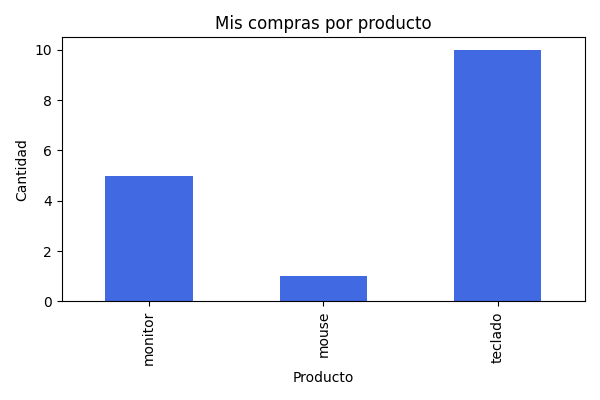 Mis compras por producto
Cantidad
10
8
6
4
2
0
monitor
mouse
teclado
Producto